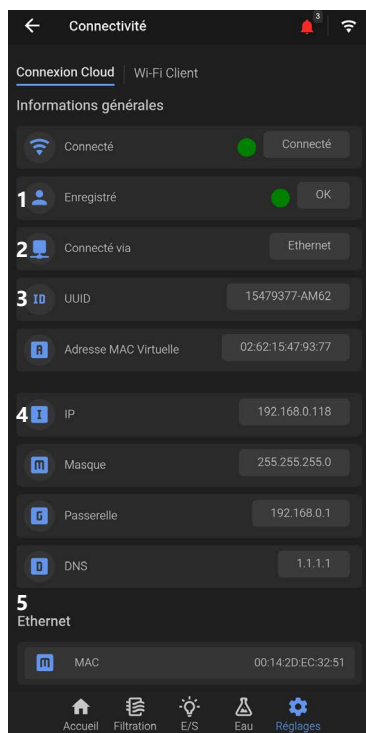 Connectivité 3
Connexion Cloud Wi-Fi Client
Informations générales
Connecté Connecté
1 Enregistré OK
2 Connecté via Ethernet
3 ID UUID 15479377-AM62
A Adresse MAC Virtuelle 02:62:15:47:93:77
4 I IP 192.168.0.118
m Masque 255.255.255.0
G Passerelle 192.168.0.1
D DNS 1.1.1.1
5
Ethernet
m MAC 00:14:2D:EC:32:51
Accueil Filtration E/S Eau Réglages